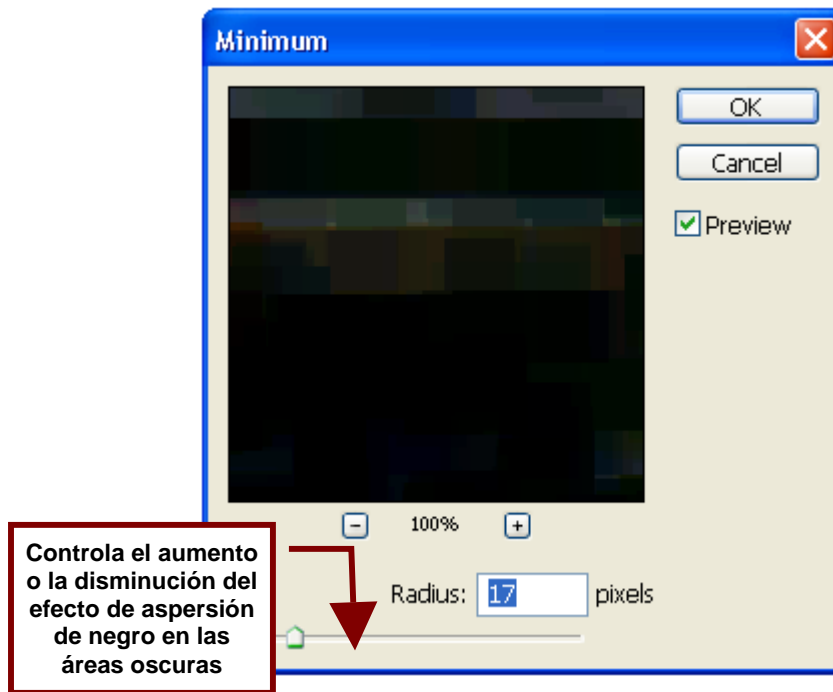 Minimum
OK
Cancel
Preview
100%
Radius: 17 pixels
Controla el aumento
o la disminución del
efecto de aspersión
de negro en las
áreas oscuras